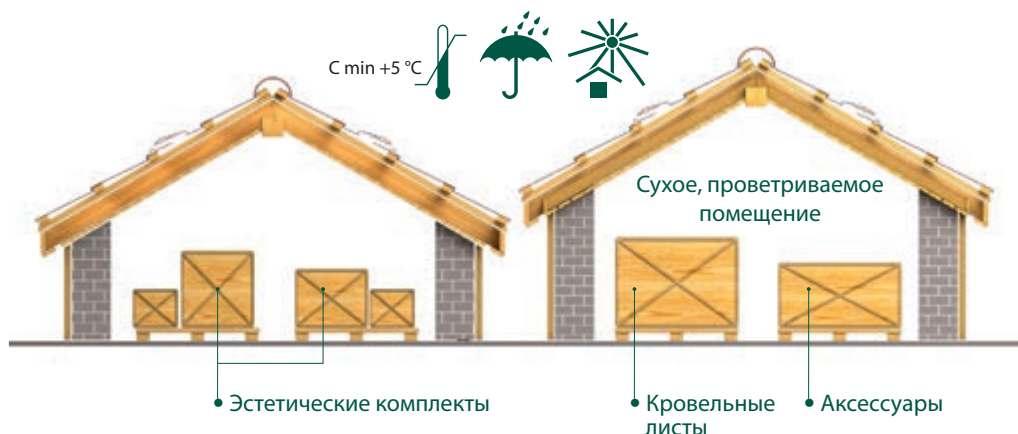 C min +5 °C
Сухое, проветриваемое
помещение
Эстетические комплекты
Кровельные
листы
Аксессуары